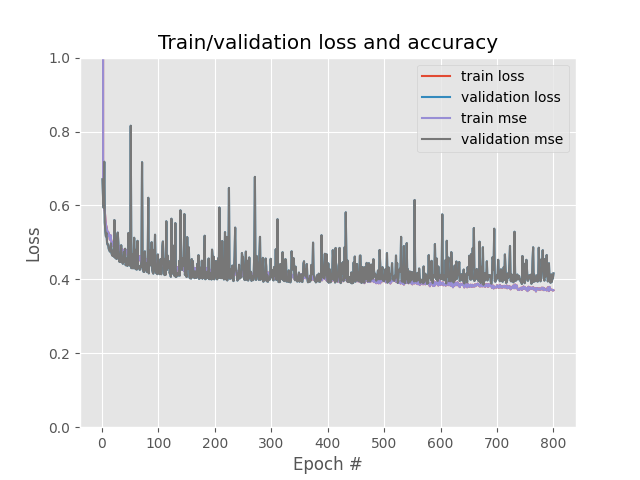 Train/validation loss and accuracy
1.0
0.8
0.6
0.4
0.2
0.0
Loss
train loss
validation loss
train mse
validation mse
0 100 200 300 400 500 600 700 800
Epoch #